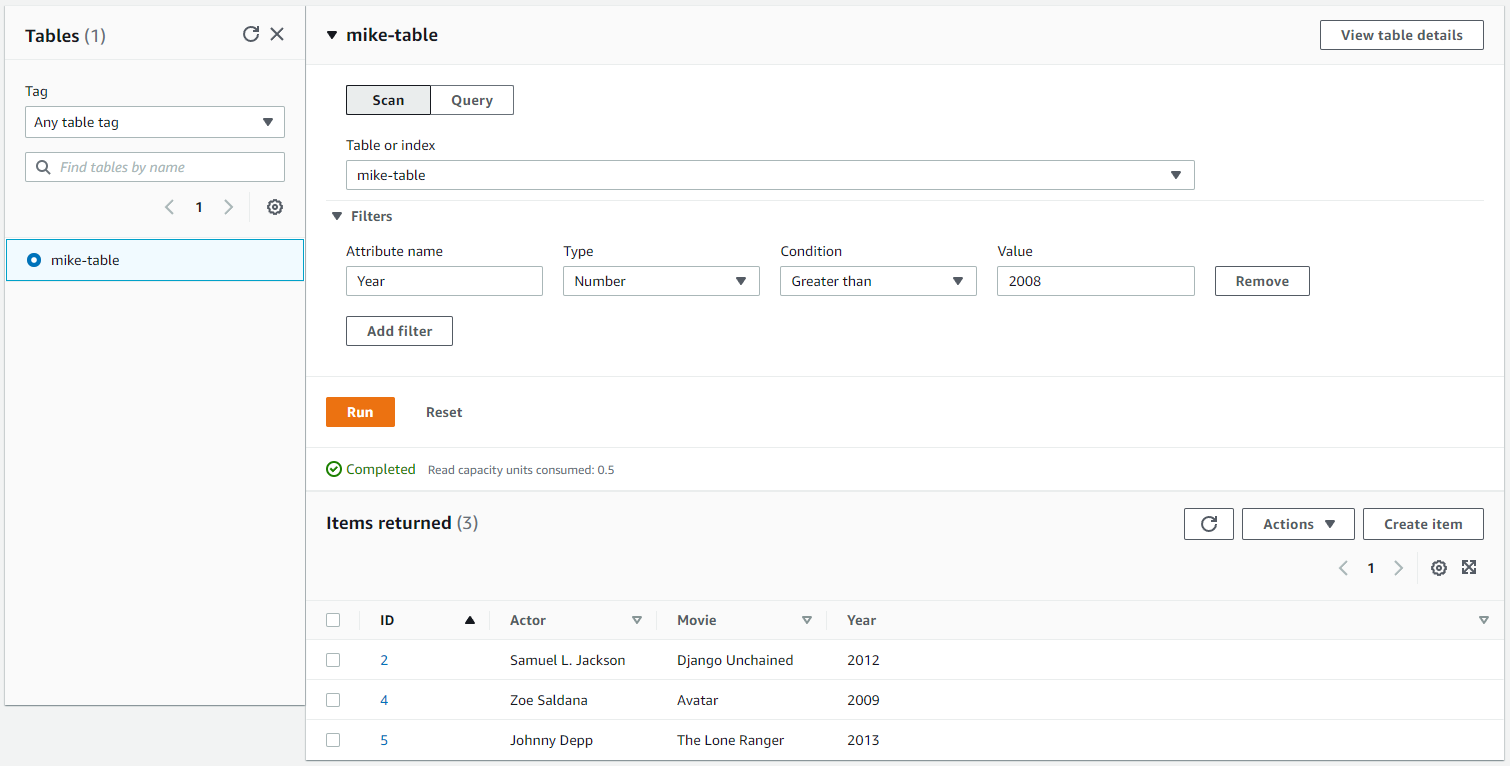 Tables (1)
Tag
Any table tag
Find tables by name
1
mike-table
mike-table
View table details
Scan Query
Table or index
mike-table
Filters
Attribute name Type Condition Value
Year Number Greater than 2008 Remove
Add filter
Run Reset
Completed Read capacity units consumed: 0.5
Items returned (3)
Actions Create item
1
ID Actor Movie Year
2 Samuel L. Jackson Django Unchained 2012
4 Zoe Saldana Avatar 2009
5 Johnny Depp The Lone Ranger 2013